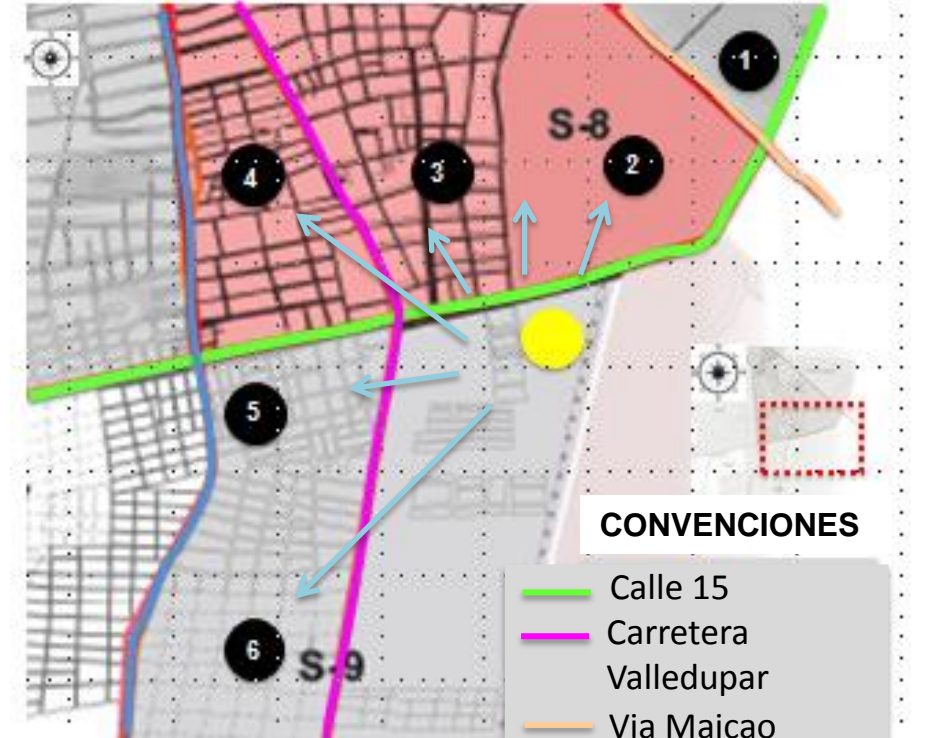 1
S-8
2
3
4
5
6
S-9
CONVENCIONES
Calle 15
Carretera
Valledupar
Via Maicao